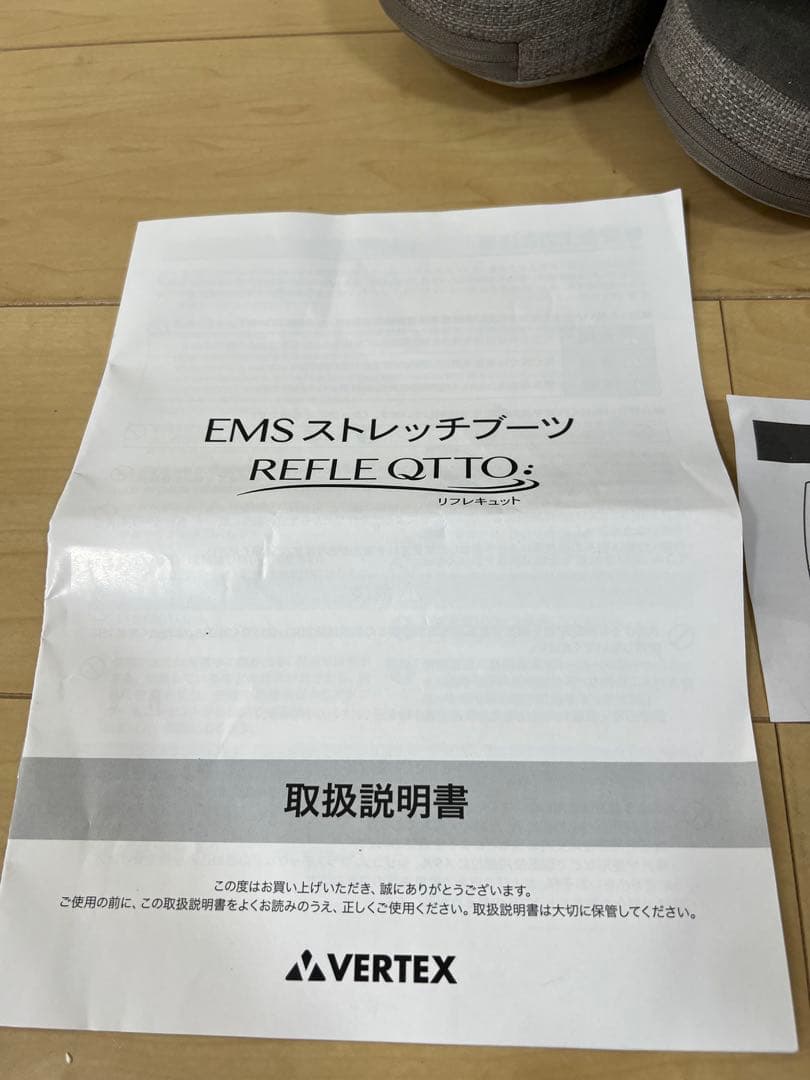 EMS ストレッチブーツ
REFLE QTTO
リフレキュット
取扱説明書
この度はお買い上げいただき、誠にありがとうございます。
ご使用の前に、この取扱説明書をよくお読みのうえ、正しくご使用ください。取扱説明書は大切に保管してください。
VERTEX